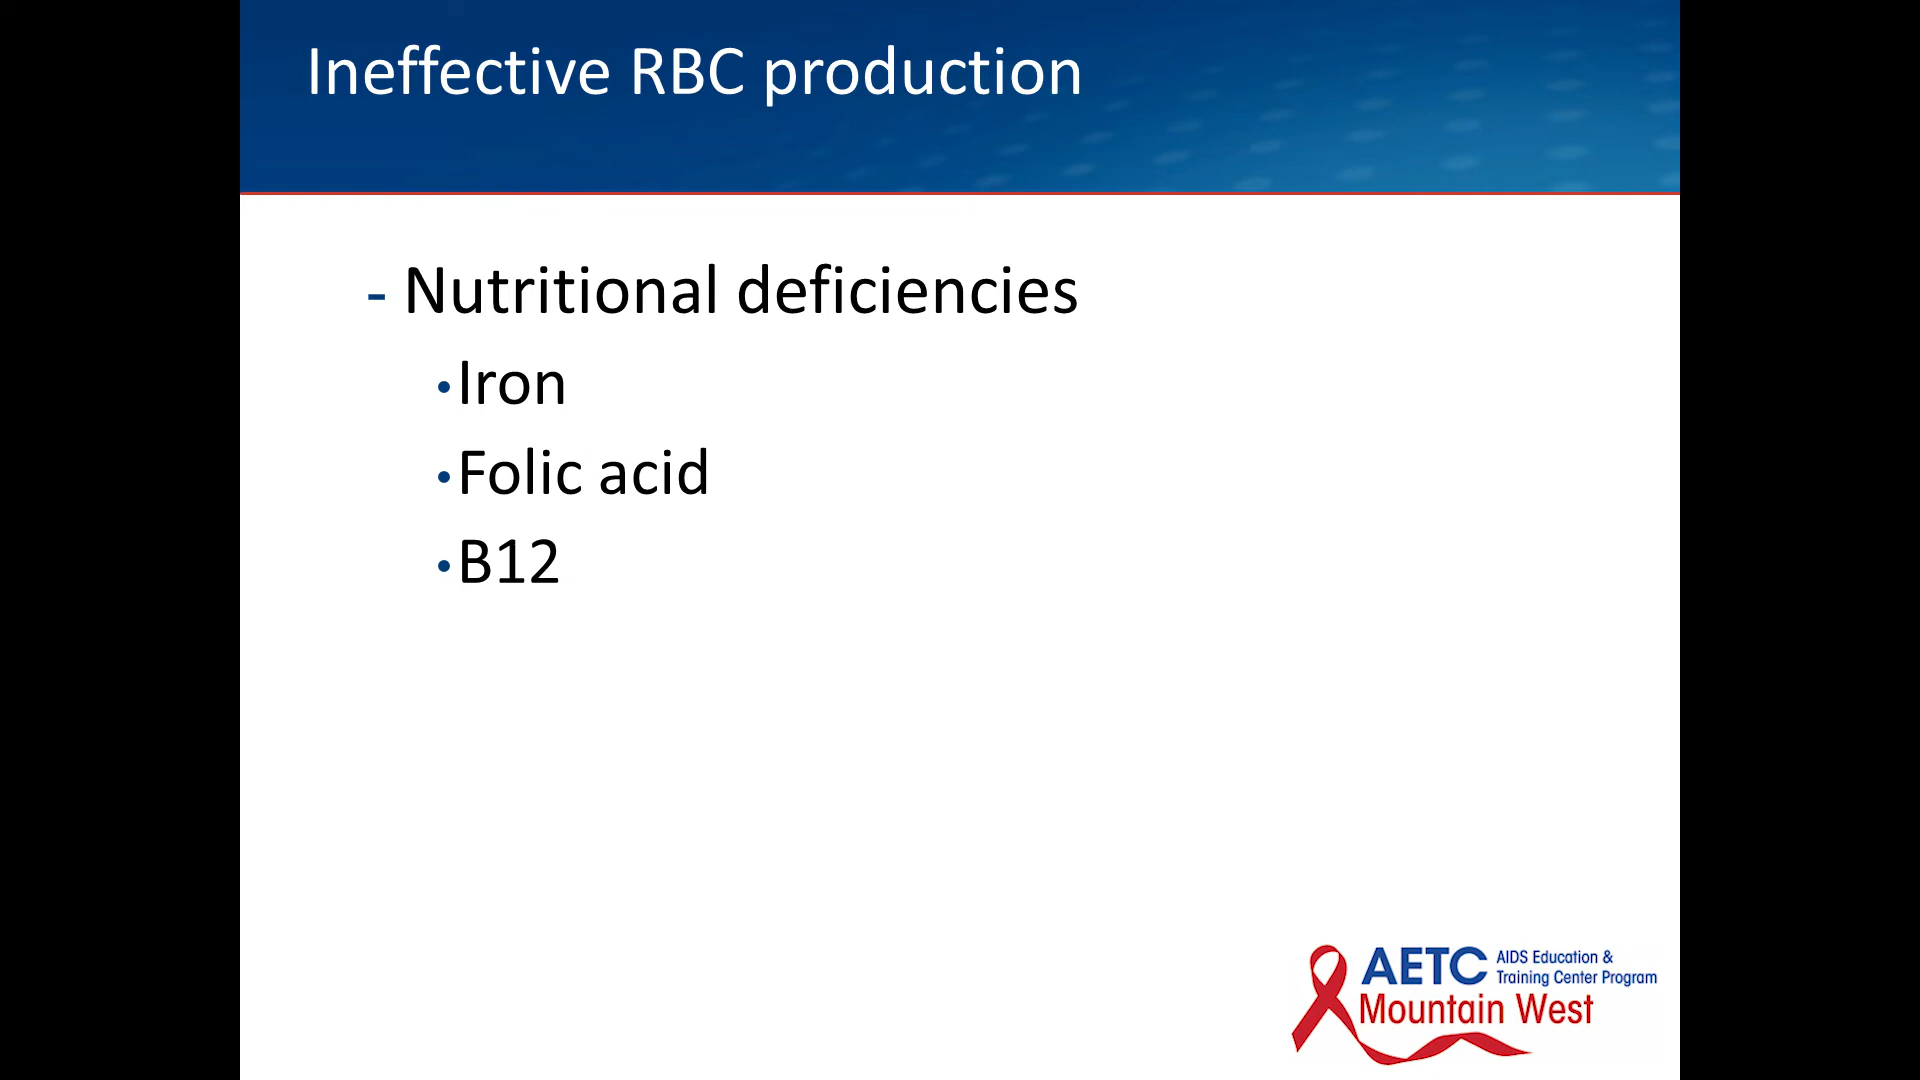 Ineffective RBC production
- Nutritional deficiencies
•Iron
•Folic acid
•B12
AETC AIDS Education &
Training Center Program
Mountain West